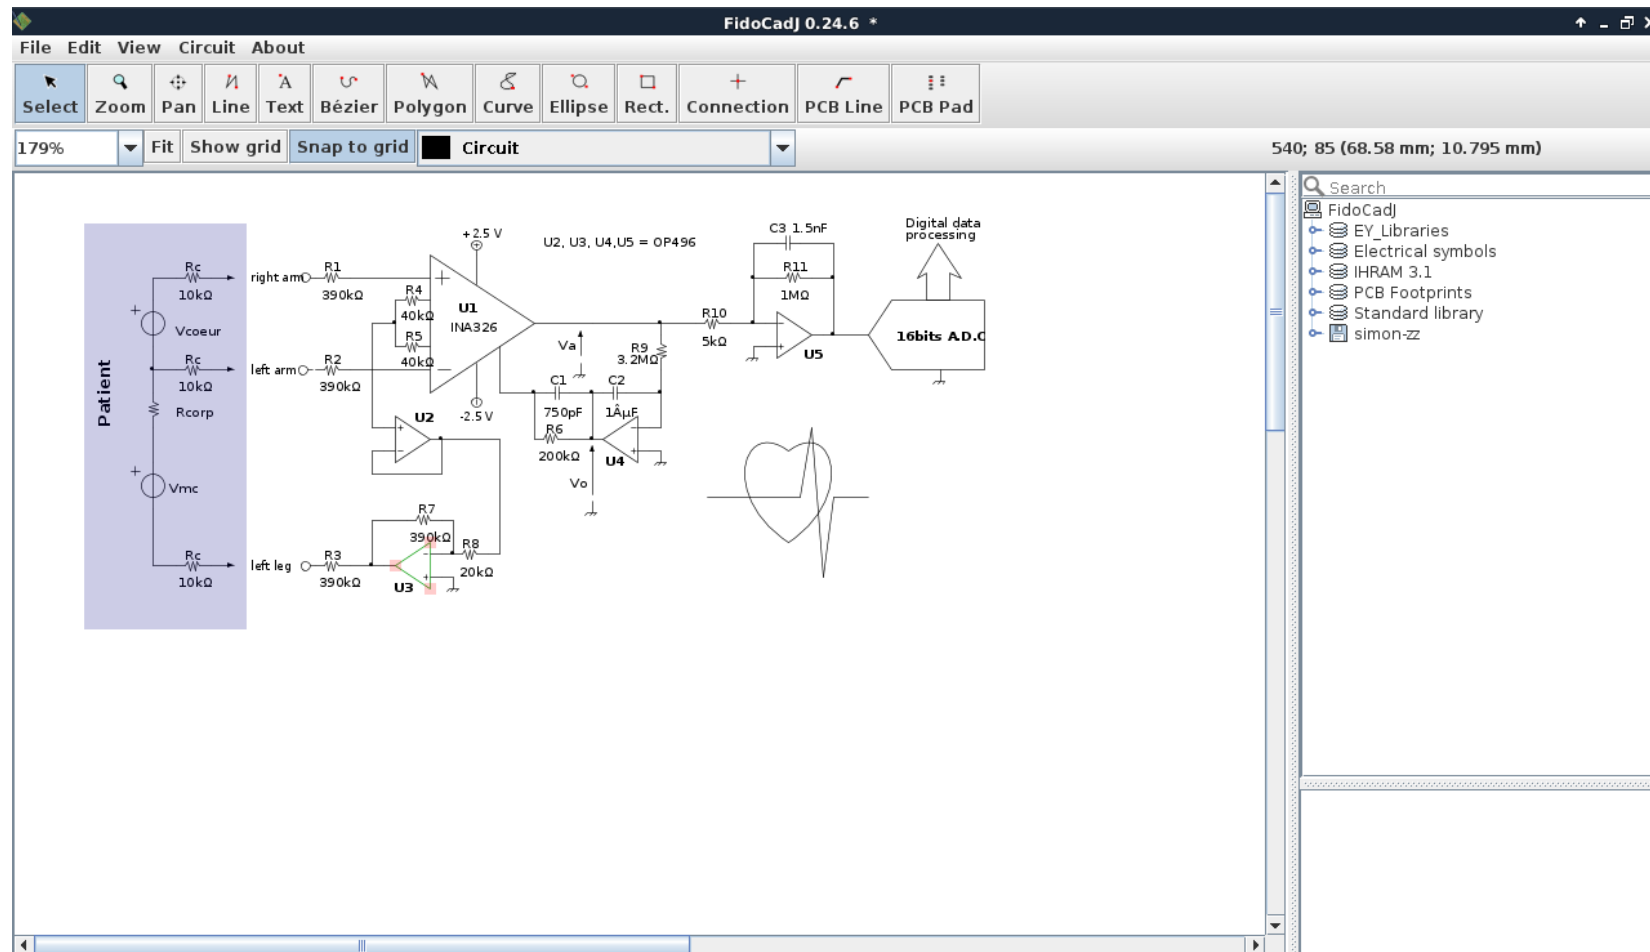 FidoCadJ 0.24.6 *
File Edit View Circuit About
Select Zoom Pan Line Text Bézier Polygon Curve Ellipse Rect. Connection PCB Line PCB Pad
179% Fit Show grid Snap to grid Circuit 540; 85 (68.58 mm; 10.795 mm)
Search
FidoCadJ
EY_Libraries
Electrical symbols
IHRAM 3.1
PCB Footprints
Standard library
simon-zz
Patient
Rc
10kΩ
+
Vcoeur
Rc
10kΩ
Rcorp
+
Vmc
Rc
10kΩ
right arm
R1
390kΩ
left arm
R2
390kΩ
left leg
R3
390kΩ
+ 2.5 V
R4
40kΩ
R5
40kΩ
+
U1
INA326
-
-2.5 V
U2
+
-
R7
390kΩ
R8
20kΩ
-
+
U3
U2, U3, U4,U5 = OP496
Va
R9
3.2MΩ
C1
750pF
C2
1ÂµF
R6
200kΩ
-
+
U4
Vo
R10
5kΩ
C3 1.5nF
R11
1MΩ
-
+
U5
Digital data
processing
16bits A.D.C